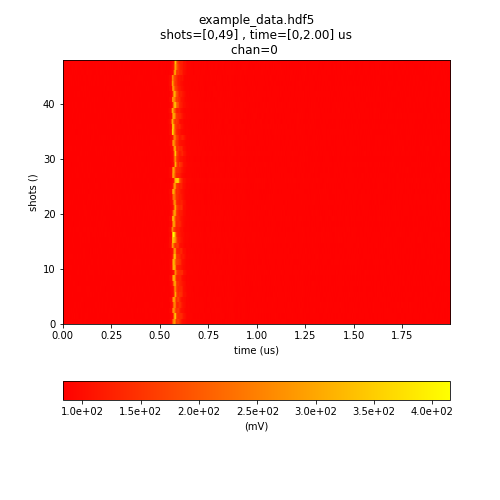 example_data.hdf5
shots=[0,49] , time=[0,2.00] us
chan=0
40
30
20
10
0
shots ()
0.00 0.25 0.50 0.75 1.00 1.25 1.50 1.75
time (us)
1.0e+02 1.5e+02 2.0e+02 2.5e+02 3.0e+02 3.5e+02 4.0e+02
(mV)